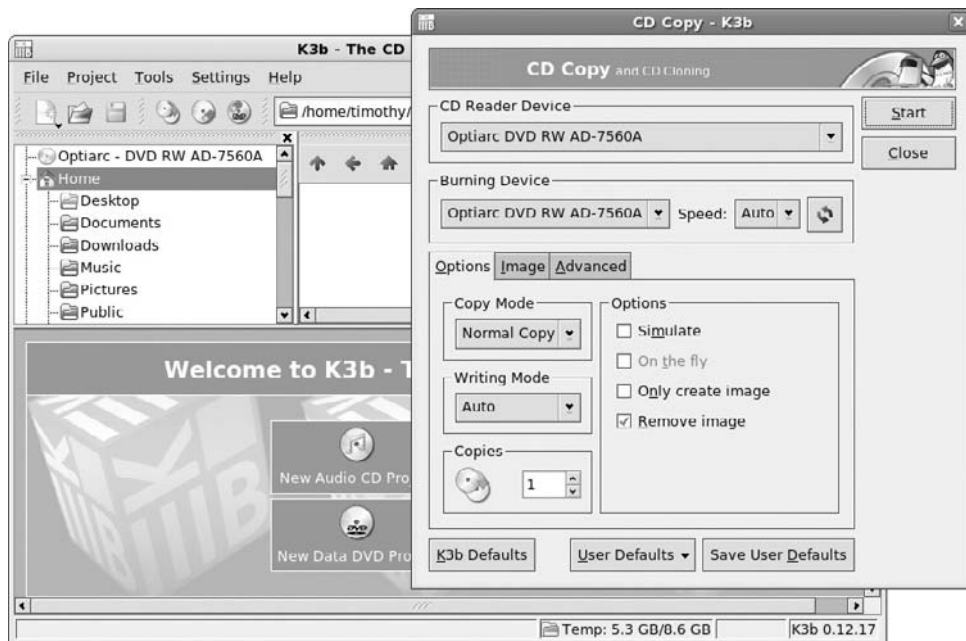 K3b - The CD
File Project Tools Settings Help
/home/timothy/
Optiarc - DVD RW AD-7560A
Home
Desktop
Documents
Downloads
Music
Pictures
Public
Welcome to K3b - T
New Audio CD Pro
New Data DVD Pro
Temp: 5.3 GB/8.6 GB
K3b 0.12.17
CD Copy - K3b
CD Copy and CD Cloning
CD Reader Device
Optiarc DVD RW AD-7560A
Start
Close
Burning Device
Optiarc DVD RW AD-7560A Speed: Auto
Options Image Advanced
Copy Mode
Normal Copy
Writing Mode
Auto
Copies
1
Options
Simulate
On the fly
Only create image
Remove image
K3b Defaults User Defaults Save User Defaults